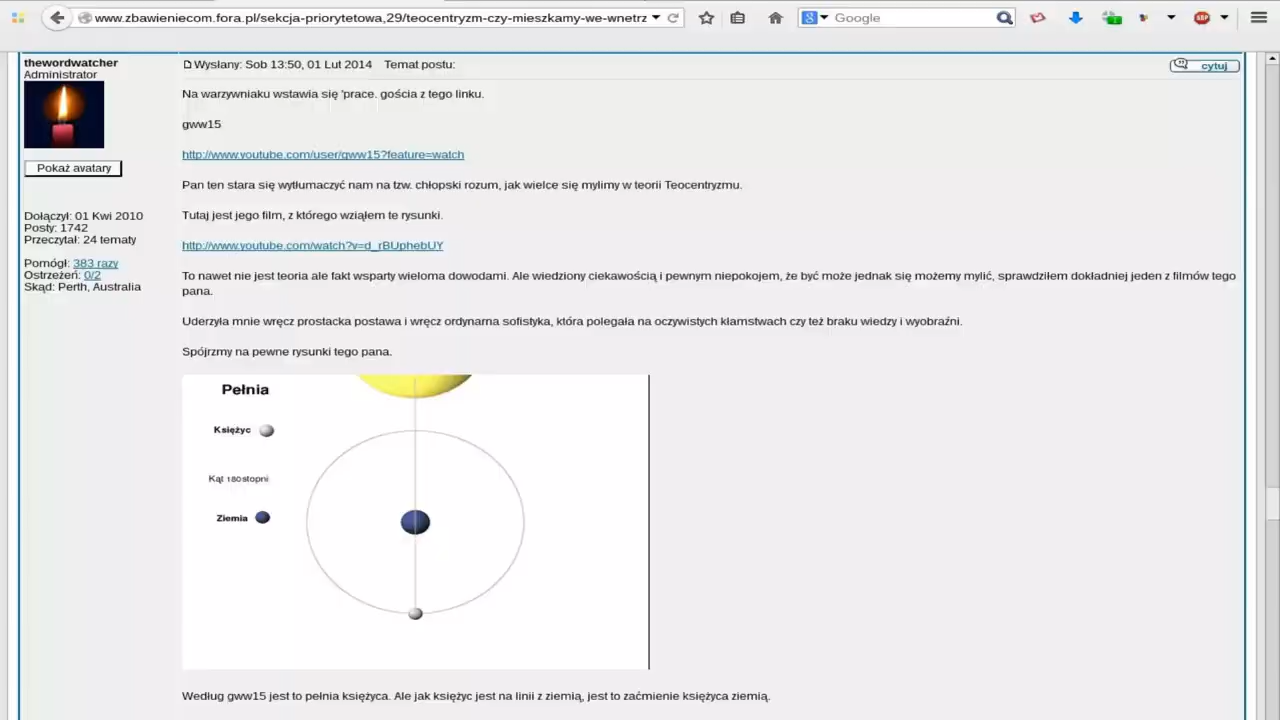 www.zbawieniecom.fora.pl/sekcja-priorytetowa,29/teocentryzm-czy-mieszkamy-we-wnetrz
Google
ABP
thewordwatcher
Administrator
Pokaż avatary
Dołączył: 01 Kwi 2010
Posty: 1742
Przeczytał: 24 tematy
Pomógł: 383 razy
Ostrzeżeń: 0/2
Skąd: Perth, Australia
Wysłany: Sob 13:50, 01 Lut 2014 Temat postu:
cytuj
Na warzywniaku wstawia się 'prace. gościa z tego linku.
gww15
http://www.youtube.com/user/gww15?feature=watch
Pan ten stara się wytłumaczyć nam na tzw. chłopski rozum, jak wielce się mylimy w teorii Teocentryzmu.
Tutaj jest jego film, z którego wziąłem te rysunki.
http://www.youtube.com/watch?v=d_rBUphebUY
To nawet nie jest teoria ale fakt wsparty wieloma dowodami. Ale wiedziony ciekawością i pewnym niepokojem, że być może jednak się możemy mylić, sprawdziłem dokładniej jeden z filmów tego
pana.
Uderzyła mnie wręcz prostacka postawa i wręcz ordynarna sofistyka, która polegała na oczywistych kłamstwach czy też braku wiedzy i wyobraźni.
Spójrzmy na pewne rysunki tego pana.
Pełnia
Księżyc
Kąt 180stopni
Ziemia
Według gww15 jest to pełnia księżyca. Ale jak księżyc jest na linii z ziemią, jest to zaćmienie księżyca ziemią.